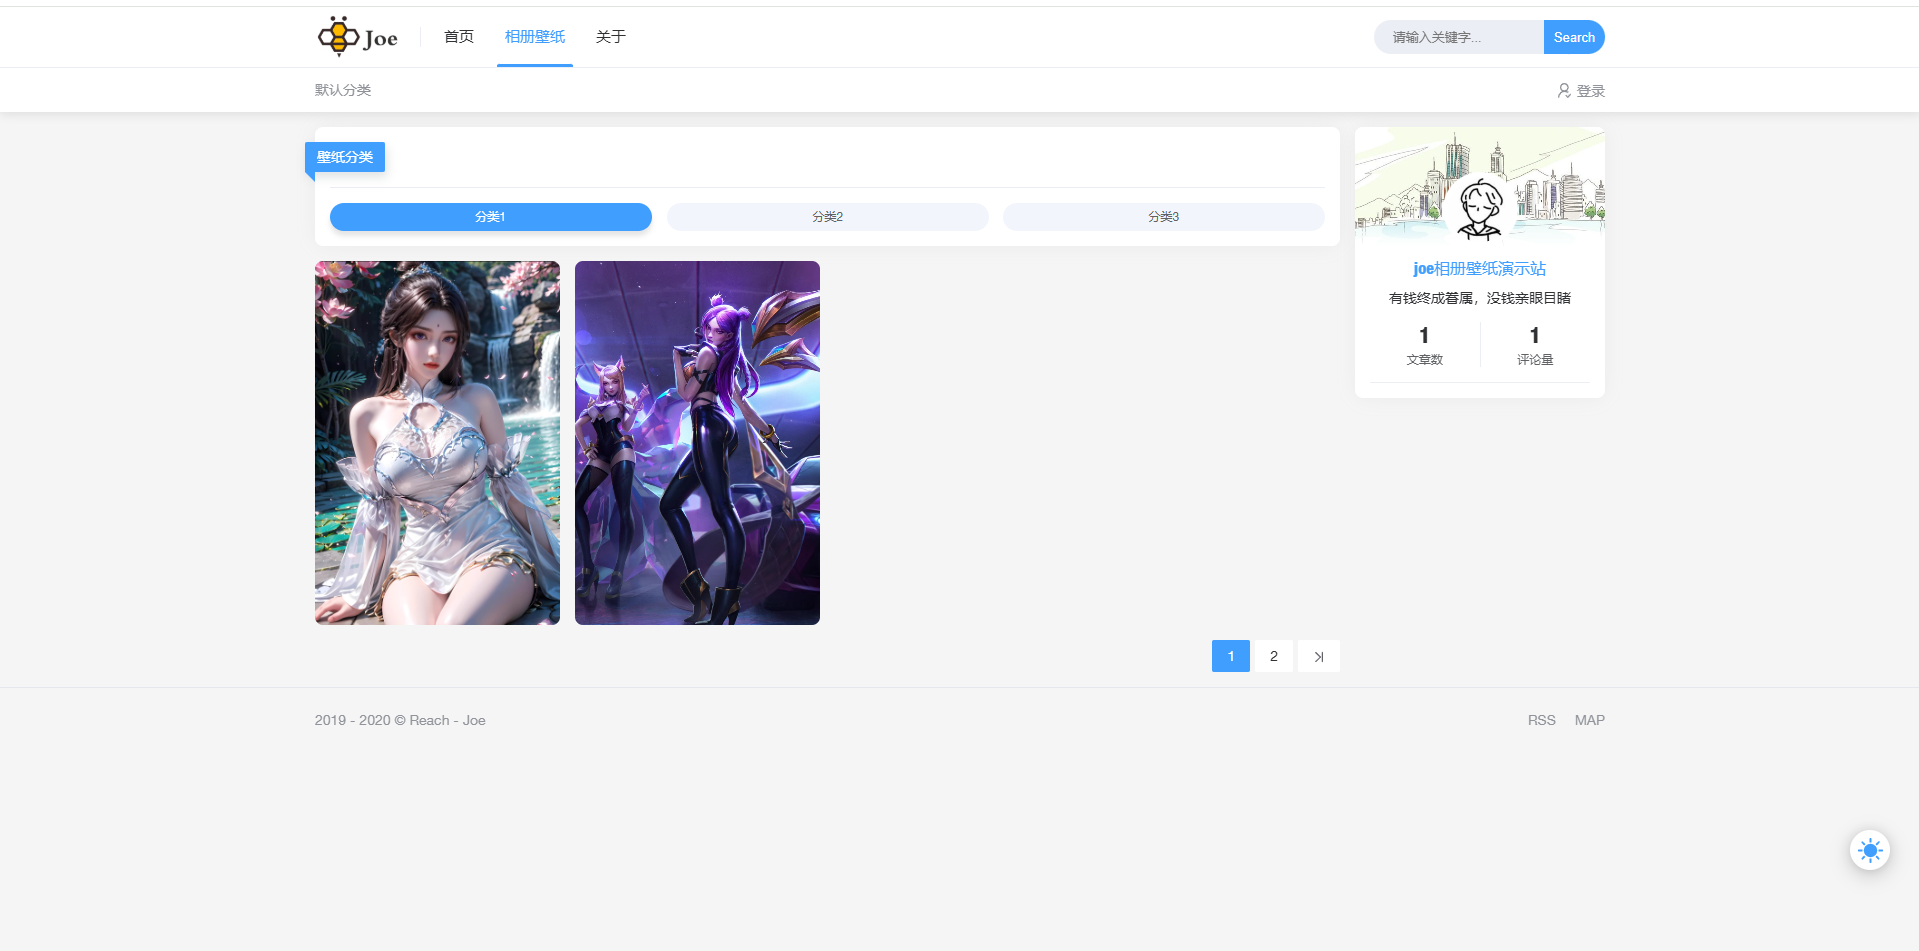 Joe
首页
相册壁纸
关于
请输入关键字...
Search
默认分类
登录
壁纸分类
分类1
分类2
分类3
joe相册壁纸演示站
有钱终成眷属，没钱亲眼目睹
1
文章数
1
评论量
1
2
2019 - 2020 © Reach - Joe
RSS
MAP